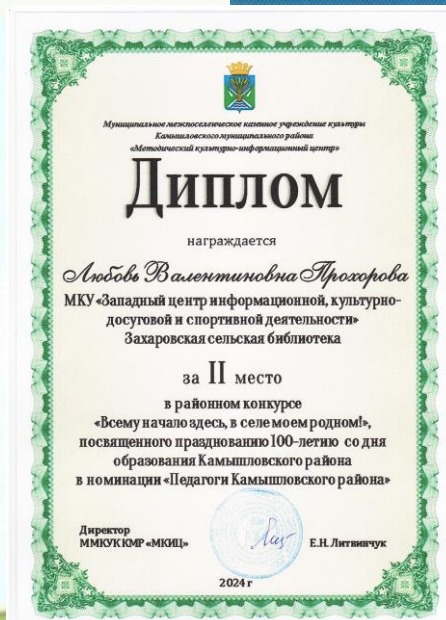 Муниципальное межпоселенческое казенное учреждение культуры
Камышловского муниципального района
«Методический культурно-информационный центр»
Диплом
награждается
Любовь Валентиновна Прохорова
МКУ «Западный центр информационной, культурно-
досуговой и спортивной деятельности»
Захаровская сельская библиотека
за II место
в районном конкурсе
«Всему начало здесь, в селе моем родном!»,
посвященного празднованию 100-летию со дня
образования Камышловского района
в номинации «Педагоги Камышловского района»
Директор
ММКУК КМР «МКИЦ»
Е.Н. Литвинчук
2024 г